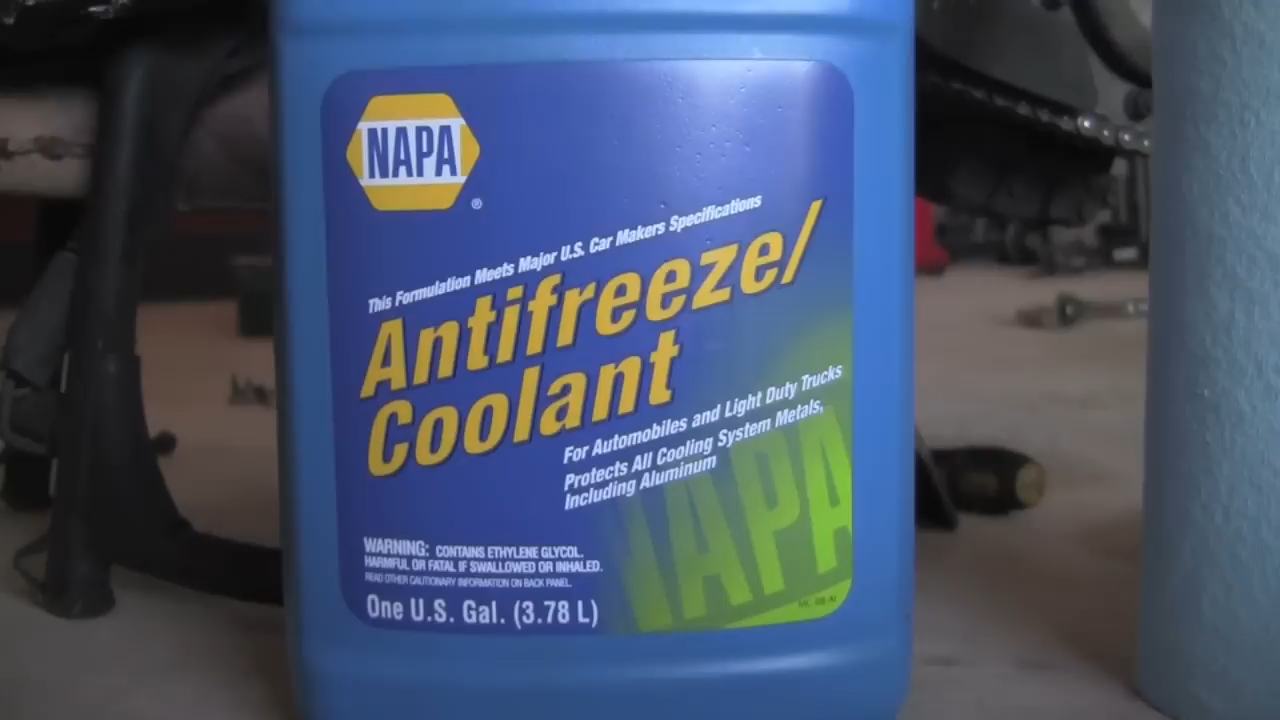 NAPA
®
This Formulation Meets Major U.S. Car Makers Specifications
Antifreeze/
Coolant
For Automobiles and Light Duty Trucks
Protects All Cooling System Metals,
Including Aluminum
NAPA
WARNING: CONTAINS ETHYLENE GLYCOL.
HARMFUL OR FATAL IF SWALLOWED OR INHALED.
READ OTHER CAUTIONARY INFORMATION ON BACK PANEL.
One U.S. Gal. (3.78 L)